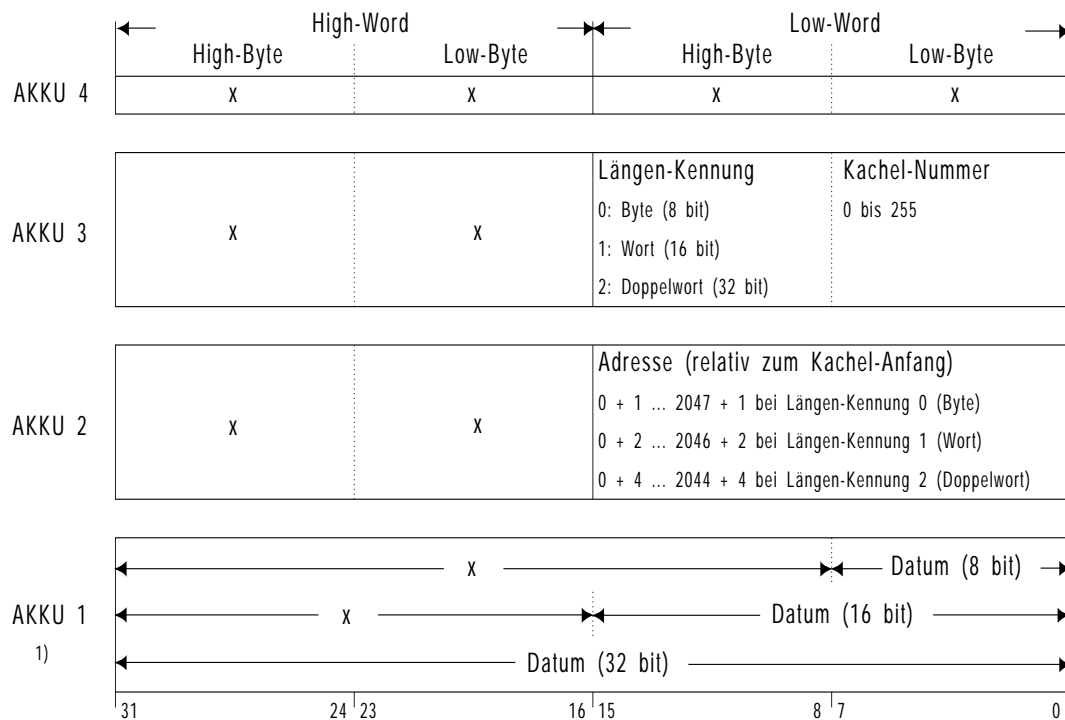 High-Word Low-Word
High-Byte Low-Byte High-Byte Low-Byte
AKKU 4 x x x x
Längen-Kennung Kachel-Nummer
0: Byte (8 bit) 0 bis 255
AKKU 3 x x
1: Wort (16 bit)
2: Doppelwort (32 bit)
Adresse (relativ zum Kachel-Anfang)
0 + 1 ... 2047 + 1 bei Längen-Kennung 0 (Byte)
AKKU 2 x x
0 + 2 ... 2046 + 2 bei Längen-Kennung 1 (Wort)
0 + 4 ... 2044 + 4 bei Längen-Kennung 2 (Doppelwort)
x Datum (8 bit)
AKKU 1 x Datum (16 bit)
1)
Datum (32 bit)
31 24 23 16 15 8 7 0